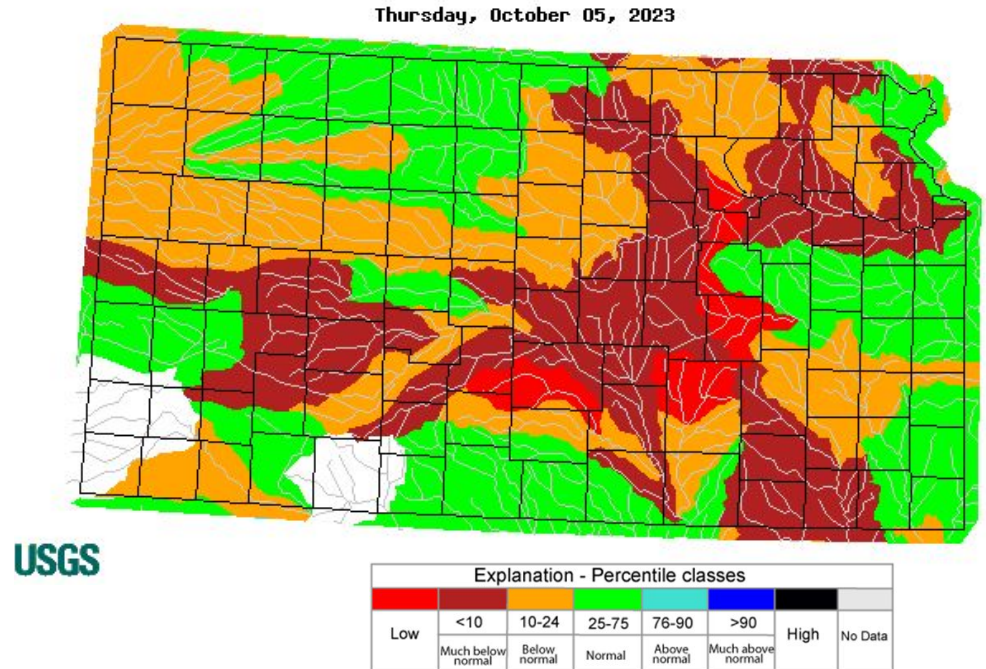 Thursday, October 05, 2023
USGS
Explanation - Percentile classes
Low
<10
10-24
25-75
76-90
>90
High
No Data
Much below normal
Below normal
Normal
Above normal
Much above normal